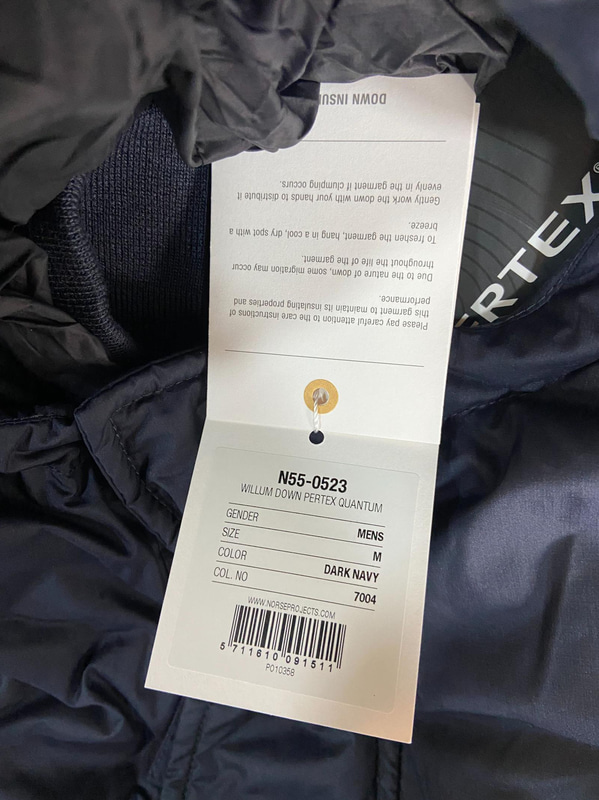 DOWN INSUL
Please pay careful attention to the care instructions of
this garment to maintain its insulating properties and
performance.
Due to the nature of down, some migration may occur
throughout the life of the garment.
To freshen the garment, hang in a cool, dry spot with a
breeze.
Gently work the down with your hands to distribute it
evenly in the garment if clumping occurs.
ERTEX®
N55-0523
WILLUM DOWN PERTEX QUANTUM
GENDER MENS
SIZE M
COLOR DARK NAVY
COL. NO 7004
WWW.NORSEPROJECTS.COM
5 711610 091511
PO10358